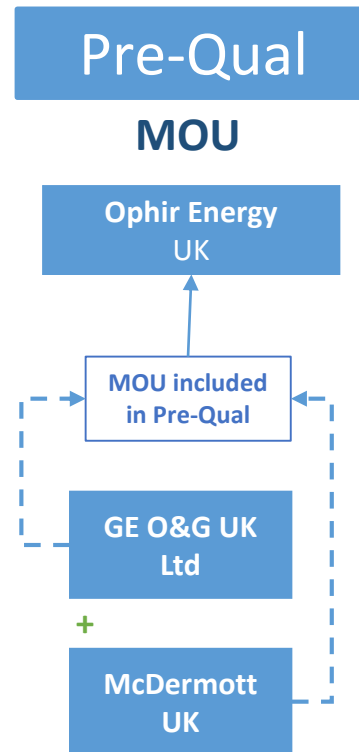 Pre-Qual
MOU
Ophir Energy
UK
MOU included
in Pre-Qual
GE O&G UK
Ltd
+
McDermott
UK